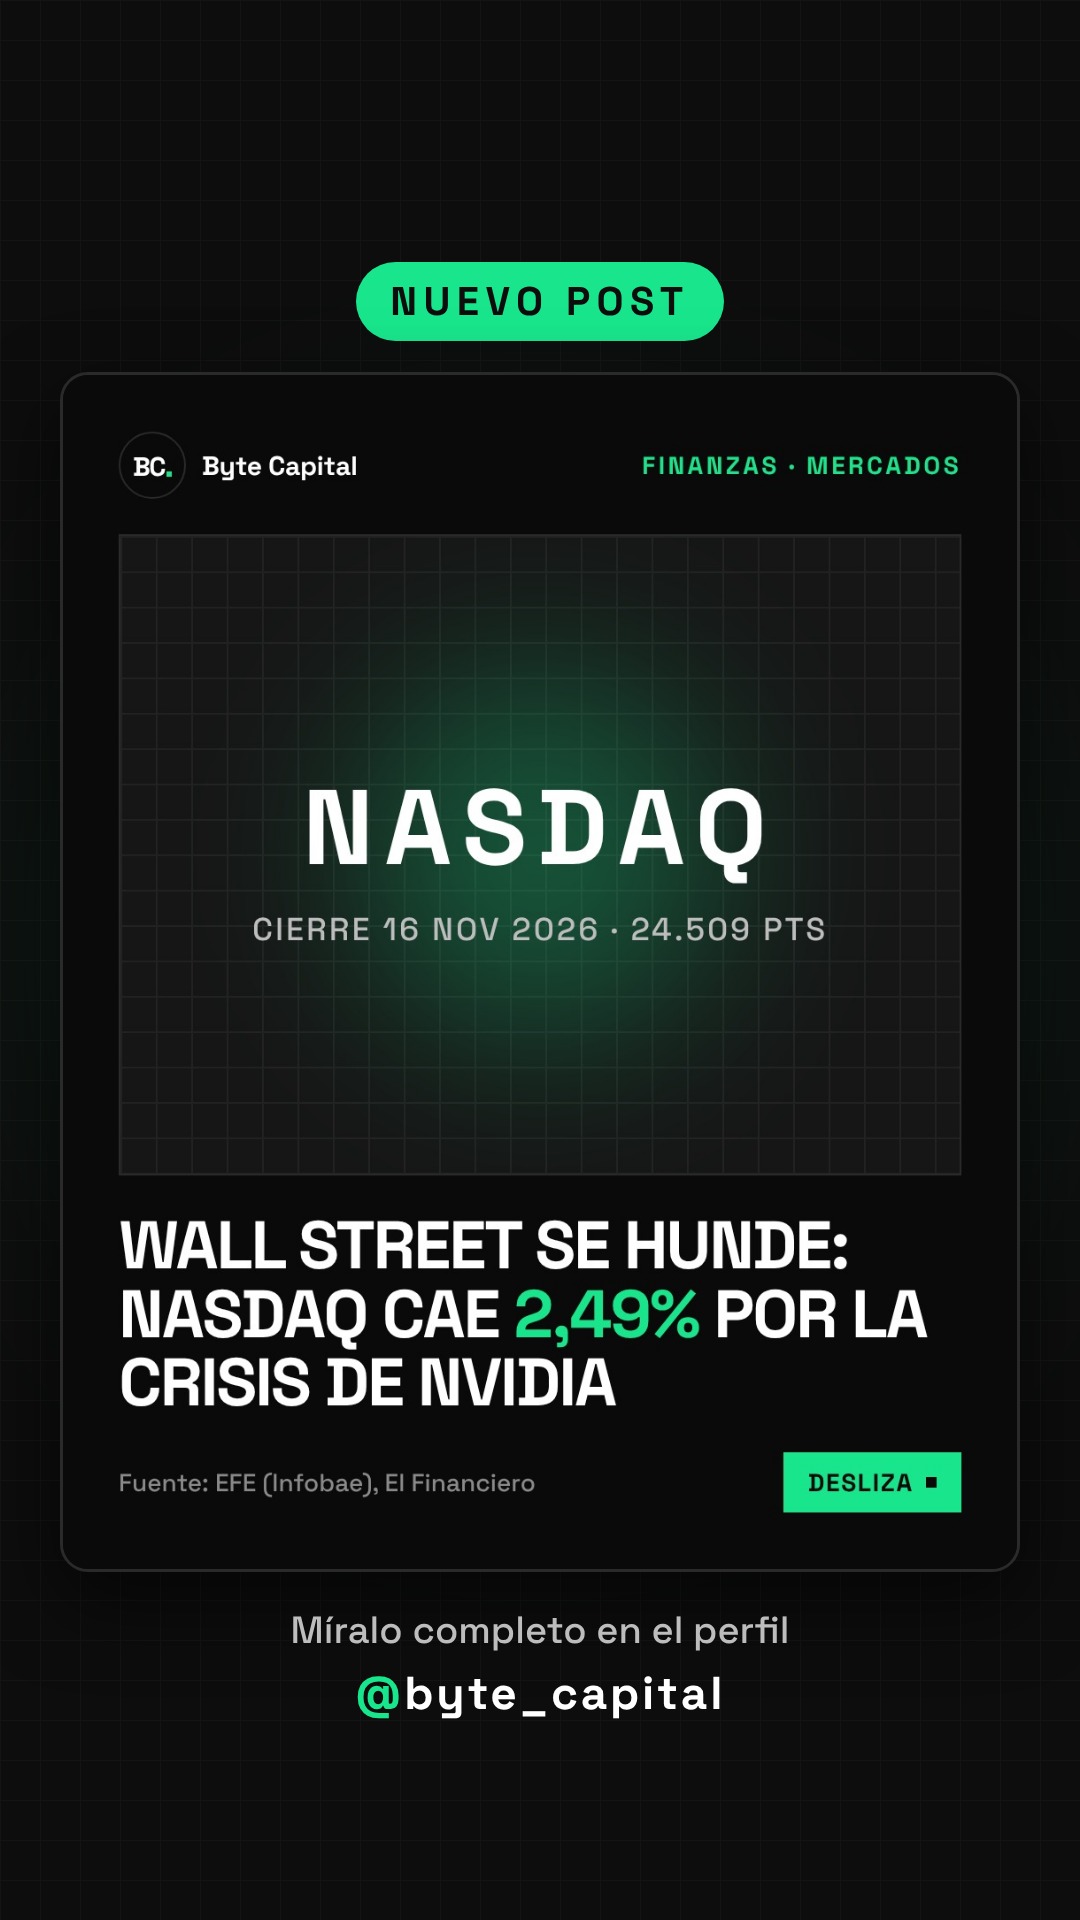 NUEVO POST
BC.
Byte Capital
FINANZAS · MERCADOS
NASDAQ
CIERRE 16 NOV 2026 · 24.509 PTS
WALL STREET SE HUNDE:
NASDAQ CAE 2,49% POR LA
CRISIS DE NVIDIA
Fuente: EFE (Infobae), El Financiero
DESLIZA
Míralo completo en el perfil
@byte_capital